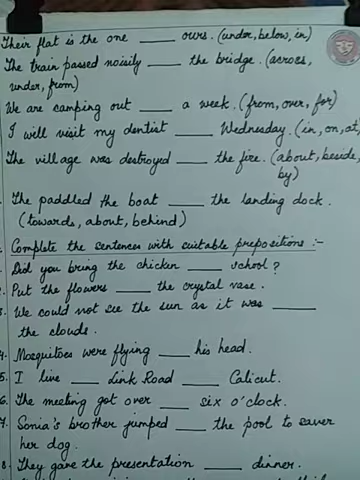 Their flat is the one ____ ours. (under, below, in)
The train passed noisily ____ the bridge. (across,
under, from)
We are camping out ____ a week. (from, over, for)
I will visit my dentist ____ Wednesday. (in, on, at)
The village was destroyed ____ the fire. (about, beside,
by)
The paddled the boat ____ the landing dock.
(towards, about, behind)
Complete the sentences with suitable prepositions :-
Did you bring the chicken ____ school?
Put the flowers ____ the crystal vase.
We could not see the sun as it was ____
the clouds.
4. Mosquitoes were flying ____ his head.
5. I live ____ Link Road ____ Calicut.
6. The meeting got over ____ six o'clock.
7. Sonia's brother jumped ____ the pool to saver
her dog.
8. They gave the presentation ____ dinner.